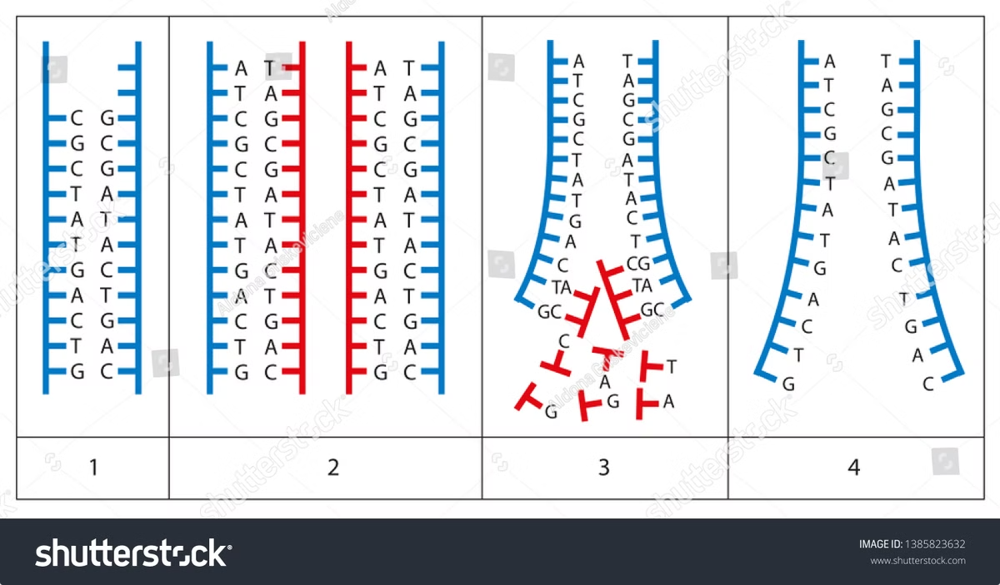 C G
G C
C G
T A
A T
T A
G C
A T
C G
T A
G C
A T A T
T A T A
C G C G
G C G C
C G C G
T A T A
A T A T
T A T A
G C G C
A T A T
C G C G
T A T A
G C G C
A T
T A
C G
G C
C G
T A
A T
T A
G C
A T
C CG
TA TA
GC GC
C
T
A
G G A
A T
T A
C G
G C
C G
T A
A T
T A
G C
A T
C G
T A
G C
1 2 3 4
shutterstock
IMAGE ID: 1385823632
www.shutterstock.com